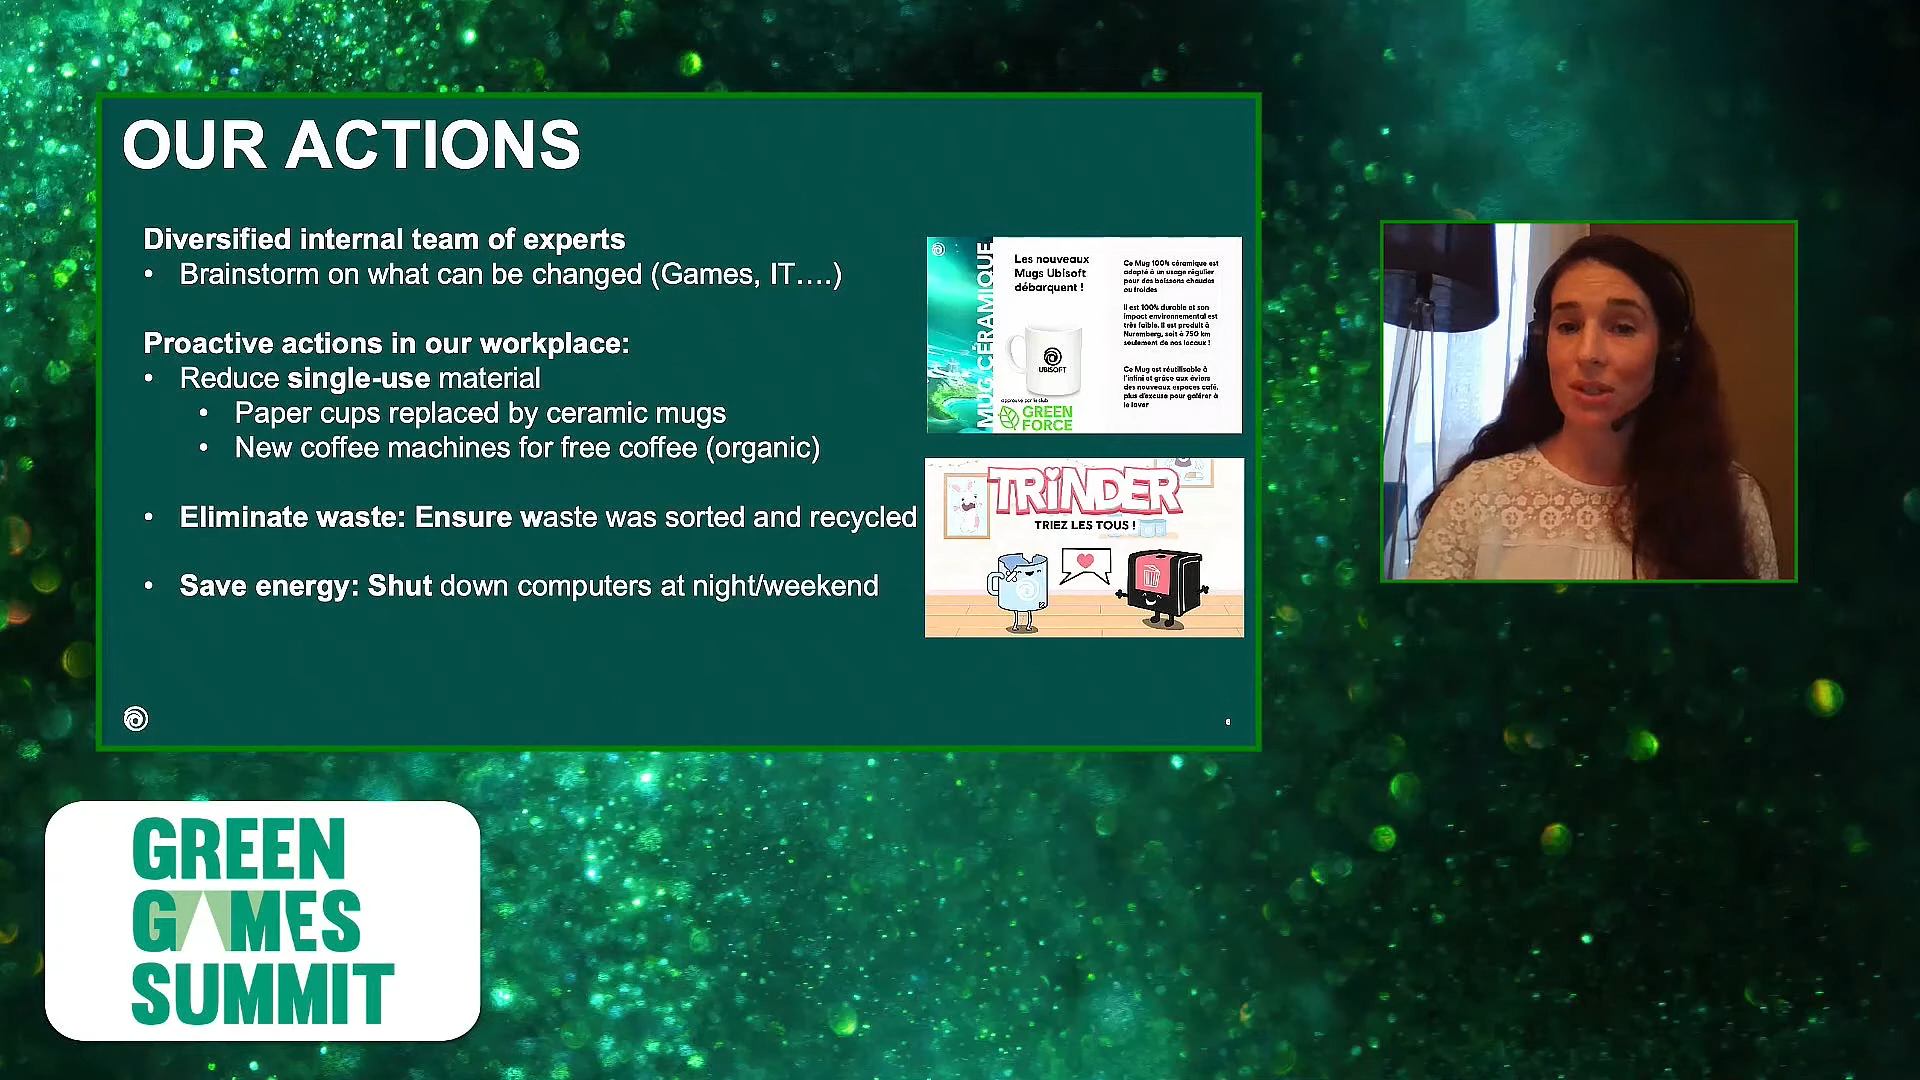 OUR ACTIONS
Diversified internal team of experts
• Brainstorm on what can be changed (Games, IT....)
Proactive actions in our workplace:
• Reduce single-use material
• Paper cups replaced by ceramic mugs
• New coffee machines for free coffee (organic)
• Eliminate waste: Ensure waste was sorted and recycled
• Save energy: Shut down computers at night/weekend
MUG CÉRAMIQUE
Les nouveaux
Mugs Ubisoft
débarquent !
UBISOFT
approuvé par le club
GREEN
FORCE
Ce Mug 100% céramique est
adapté à un usage régulier
pour des boissons chaudes
ou froides
Il est 100% durable et son
impact environnemental est
très faible. Il est produit à
Nuremberg, soit à 750 km
seulement de nos locaux !
Ce Mug est réutilisable à
l'infini et grâce aux éviers
des nouveaux espaces café,
plus d'excuse pour galérer à
le laver
TRiNDER
TRIEZ LES TOUS !
GREEN
GAMES
SUMMIT